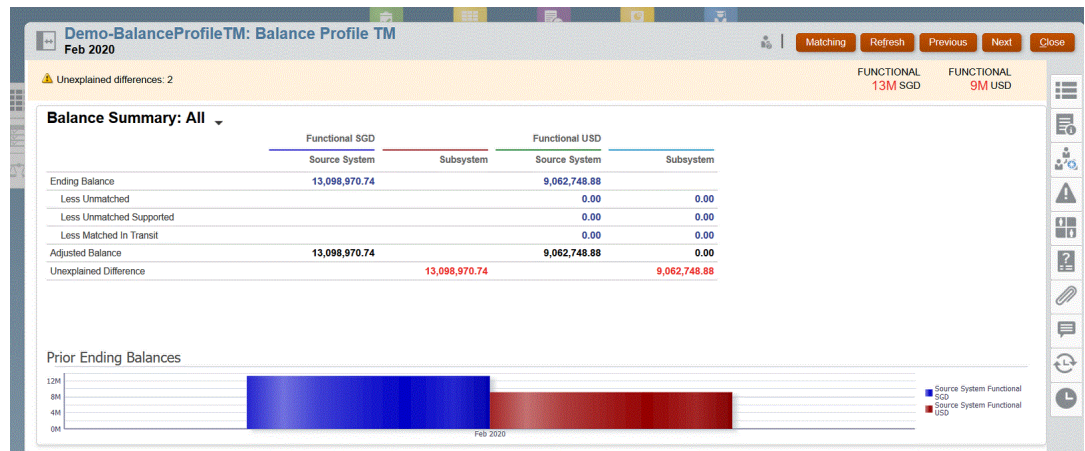 Demo-BalanceProfileTM: Balance Profile TM
Feb 2020
Matching Refresh Previous Next Close
Unexplained differences: 2
FUNCTIONAL FUNCTIONAL
13M SGD 9M USD
Balance Summary: All
Functional SGD Functional USD
Source System Subsystem Source System Subsystem
Ending Balance 13,098,970.74 9,062,748.88
Less Unmatched 0.00 0.00
Less Unmatched Supported 0.00 0.00
Less Matched In Transit 0.00 0.00
Adjusted Balance 13,098,970.74 9,062,748.88 0.00
Unexplained Difference 13,098,970.74 9,062,748.88
Prior Ending Balances
12M
8M
4M
0M
Feb 2020
Source System Functional
SGD
Source System Functional
USD